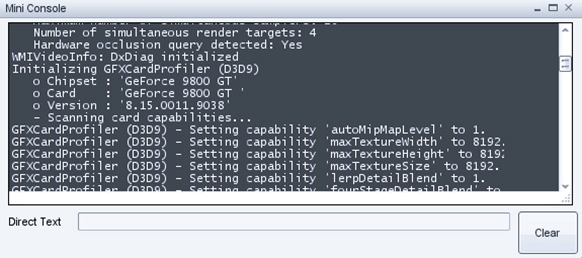 Mini Console
Number of simultaneous render targets: 4
Hardware occlusion query detected: Yes
WMIVideoInfo: DxDiag initialized
Initializing GFXCardProfiler (D3D9)
o Chipset : 'GeForce 9800 GT'
o Card : 'GeForce 9800 GT '
o Version : '8.15.0011.9038'
- Scanning card capabilities...
GFXCardProfiler (D3D9) - Setting capability 'autoMipMapLevel' to 1.
GFXCardProfiler (D3D9) - Setting capability 'maxTextureWidth' to 8192.
GFXCardProfiler (D3D9) - Setting capability 'maxTextureHeight' to 819
GFXCardProfiler (D3D9) - Setting capability 'maxTextureSize' to 8192.
GFXCardProfiler (D3D9) - Setting capability 'lerpDetailBlend' to 1.
GFXCardProfiler (D3D9) - Setting capability 'fourStageDetailBlend' to
Direct Text
Clear